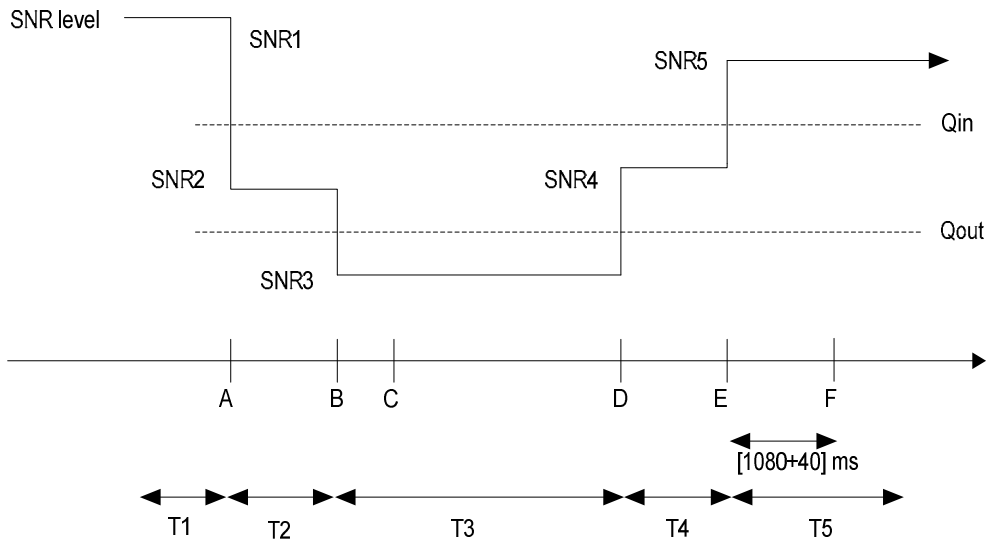 SNR level
SNR1
SNR5
Qin
SNR2
SNR4
Qout
SNR3
A B C D E F
[1080+40] ms
T1 T2 T3 T4 T5